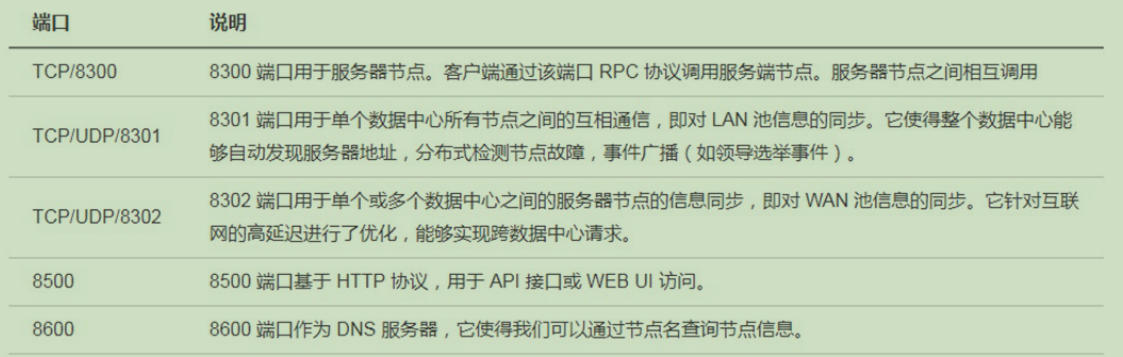 端口 说明
TCP/8300 8300 端口用于服务器节点。客户端通过该端口 RPC 协议调用服务端节点。服务器节点之间相互调用
TCP/UDP/8301 8301 端口用于单个数据中心所有节点之间的互相通信，即对 LAN 池信息的同步。它使得整个数据中心能
够自动发现服务器地址，分布式检测节点故障，事件广播（如领导选举事件）。
TCP/UDP/8302 8302 端口用于单个或多个数据中心之间的服务器节点的信息同步，即对 WAN 池信息的同步。它针对互联
网的高延迟进行了优化，能够实现跨数据中心请求。
8500 8500 端口基于 HTTP 协议，用于 API 接口或 WEB UI 访问。
8600 8600 端口作为 DNS 服务器，它使得我们可以通过节点名查询节点信息。